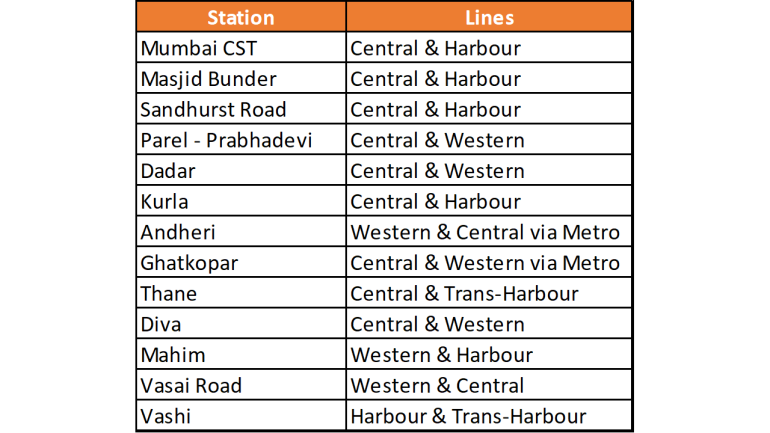 Station Lines
Mumbai CST Central & Harbour
Masjid Bunder Central & Harbour
Sandhurst Road Central & Harbour
Parel - Prabhadevi Central & Western
Dadar Central & Western
Kurla Central & Harbour
Andheri Western & Central via Metro
Ghatkopar Central & Western via Metro
Thane Central & Trans-Harbour
Diva Central & Western
Mahim Western & Harbour
Vasai Road Western & Central
Vashi Harbour & Trans-Harbour